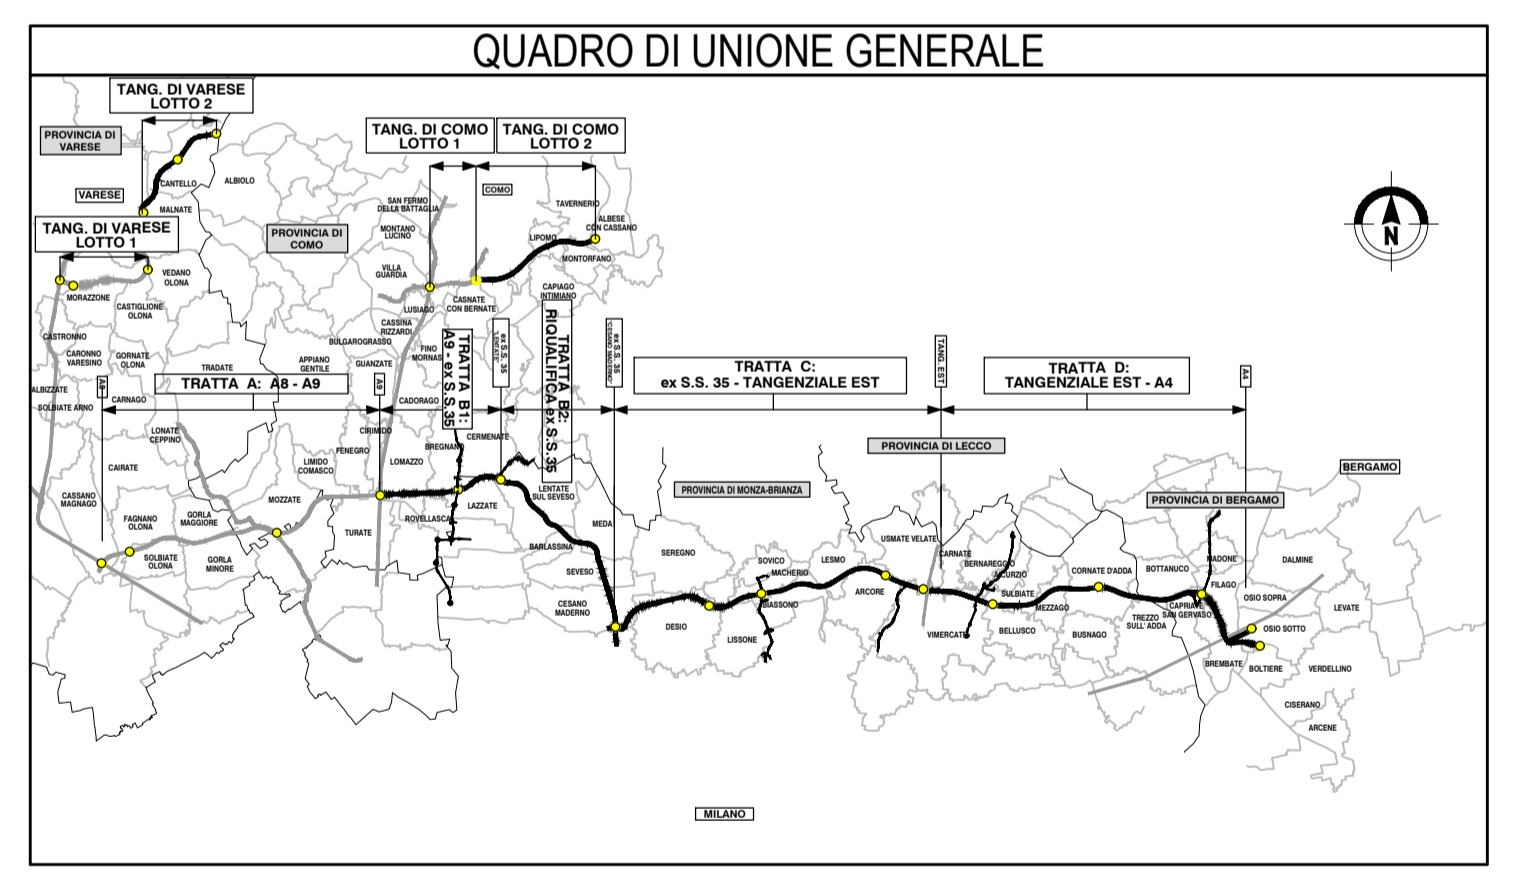 QUADRO DI UNIONE GENERALE
TANG. DI VARESE
LOTTO 2
PROVINCIA DI
VARESE
TANG. DI COMO
LOTTO 1
TANG. DI COMO
LOTTO 2
CANTELLO
ALBIOLO
VARESE
COMO
MALNATE
SAN FERMO
DELLA BATTAGLIA
TAVERNERIO
ALBESE
CON CASSANO
TANG. DI VARESE
LOTTO 1
PROVINCIA DI
COMO
MONTANO
LUCINO
LIPOMO
MONTORFANO
N
VEDANO
OLONA
VILLA
GUARDIA
MORAZZONE
CASTIGLIONE
OLONA
LUSIAGO
CASNATE
CON BERNATE
CAPIAGO
INTIMIANO
CASSINA
RIZZARDI
CASTRONNO
BULGAROGRASSO
CARONNO
VARESINO
GORNATE
OLONA
TRADATE
APPIANO
GENTILE
GUANZATE
FINO
MORNAS
TRATTA B1:
A9 - ex S.S.35
ex S.S. 35
"LENTATE"
TRATTA B2:
RIQUALIFICA ex S.S.35
ex S.S. 35
"CESANO MADERNO"
TRATTA C:
ex S.S. 35 - TANGENZIALE EST
TANG. EST
TRATTA D:
TANGENZIALE EST - A4
A4
ALBIZZATE
A8
TRATTA A: A8 - A9
A9
SOLBIATE ARNO
CARNAGO
CADORAGO
LONATE
CEPPINO
CIRIMIDO
FENEGRO
BREGNANO
CERMENATE
PROVINCIA DI LECCO
CAIRATE
LIMIDO
COMASCO
LOMAZZO
BERGAMO
CASSANO
MAGNAGO
MOZZATE
LENTATE
SUL SEVESO
PROVINCIA DI MONZA-BRIANZA
PROVINCIA DI BERGAMO
FAGNANO
OLONA
GORLA
MAGGIORE
TURATE
ROVELLASCA
LAZZATE
MEDA
BARLASSINA
SOLBIATE
OLONA
GORLA
MINORE
SEVESO
SEREGNO
SOVICO
MACHERIO
LESMO
USMATE VELATE
CARNATE
BERNAREGGIO
AICURZIO
CORNATE D'ADDA
BOTTANUCO
MADONE
DALMINE
FILAGO
CESANO
MADERNO
BIASSONO
ARCORE
SULBIATE
MEZZAGO
CAPRIATE
SAN GERVASO
OSIO SOPRA
LEVATE
DESIO
LISSONE
VIMERCATE
BELLUSCO
BUSNAGO
TREZZO
SULL' ADDA
OSIO SOTTO
BREMBATE
BOLTIERE
VERDELLINO
CISERANO
ARCENE
MILANO